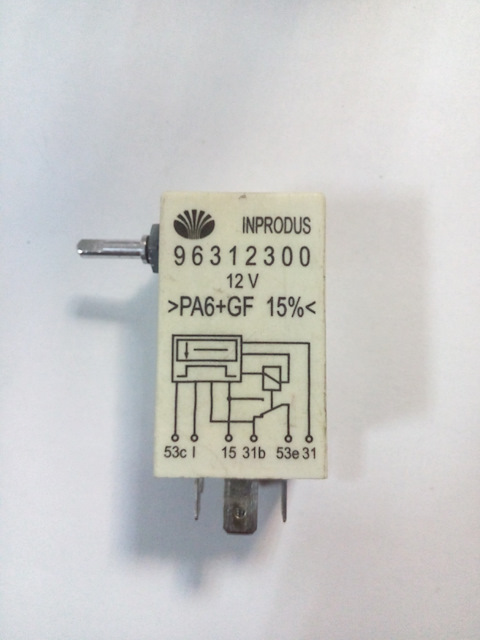 INPRODUS
96312300
12 V
>PA6+GF 15%<
53c I 15 31b 53e 31